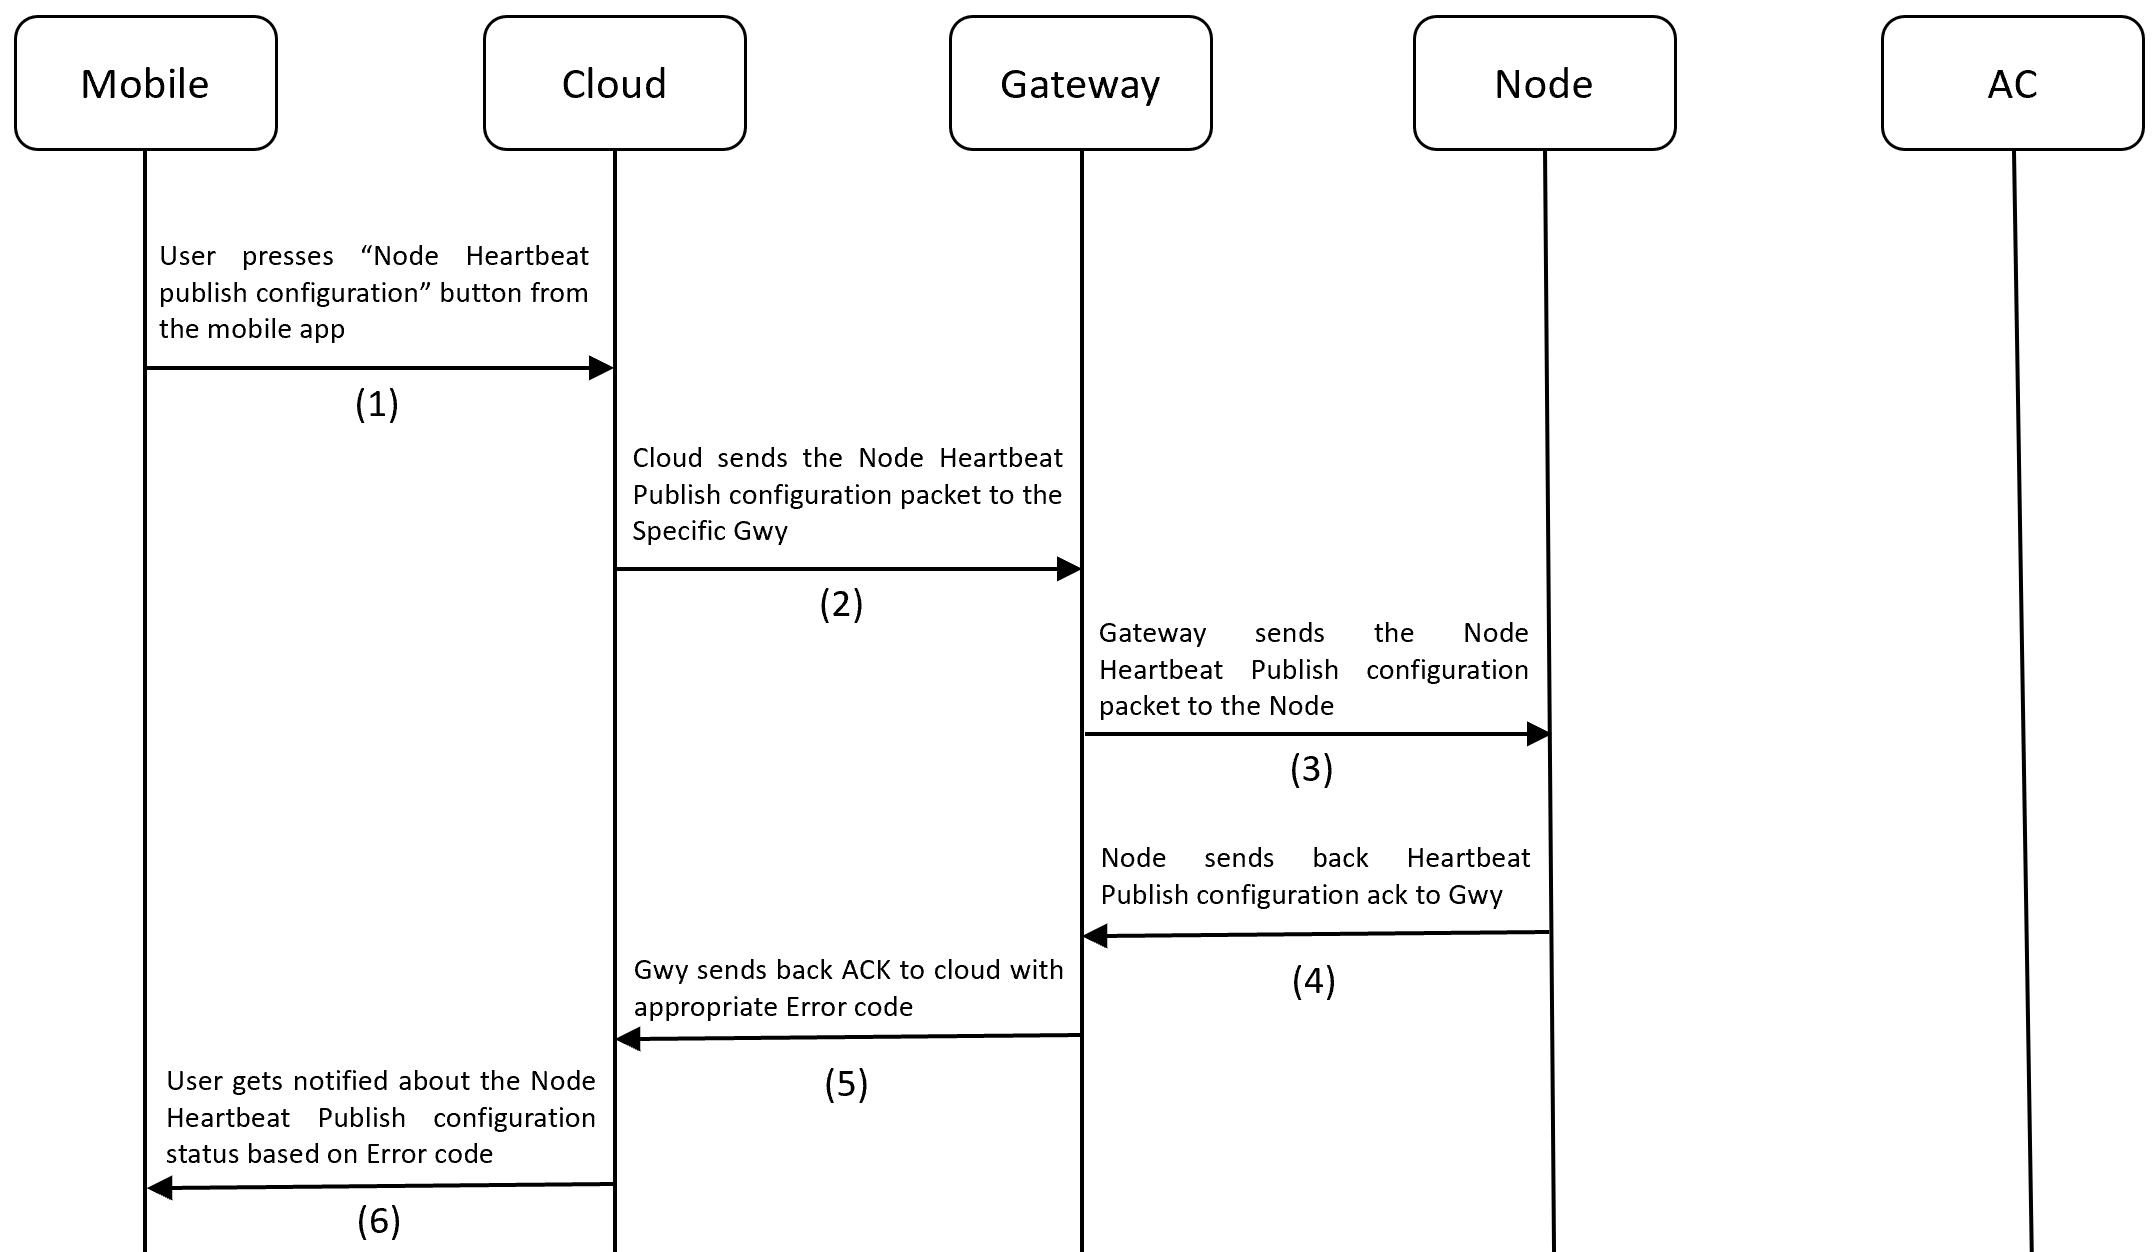 Mobile
Cloud
Gateway
Node
AC
User presses “Node Heartbeat
publish configuration” button from
the mobile app
(1)
Cloud sends the Node Heartbeat
Publish configuration packet to the
Specific Gwy
(2)
Gateway sends the Node
Heartbeat Publish configuration
packet to the Node
(3)
Node sends back Heartbeat
Publish configuration ack to Gwy
(4)
Gwy sends back ACK to cloud with
appropriate Error code
(5)
User gets notified about the Node
Heartbeat Publish configuration
status based on Error code
(6)